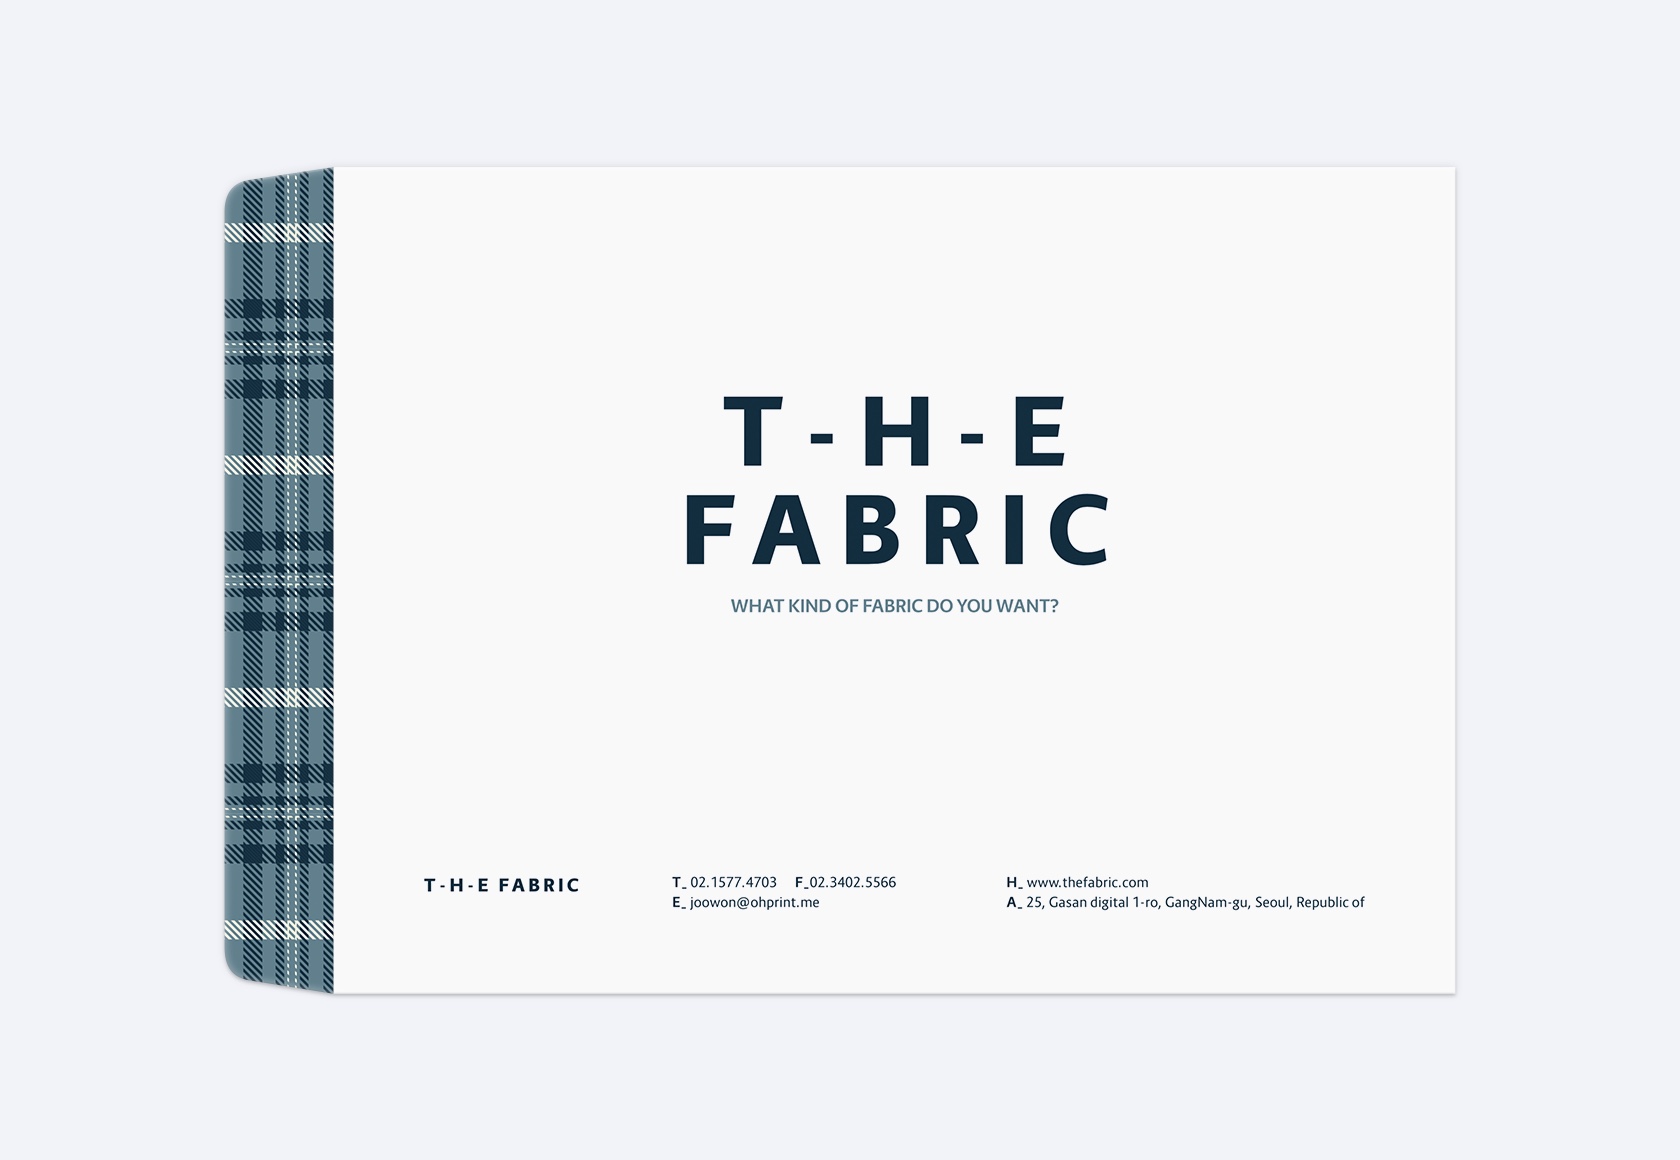 T-H-E
FABRIC
WHAT KIND OF FABRIC DO YOU WANT?
T-H-E FABRIC
T_ 02.1577.4703 F_02.3402.5566
E_ joowon@ohprint.me
H_ www.thefabric.com
A_ 25, Gasan digital 1-ro, GangNam-gu, Seoul, Republic of